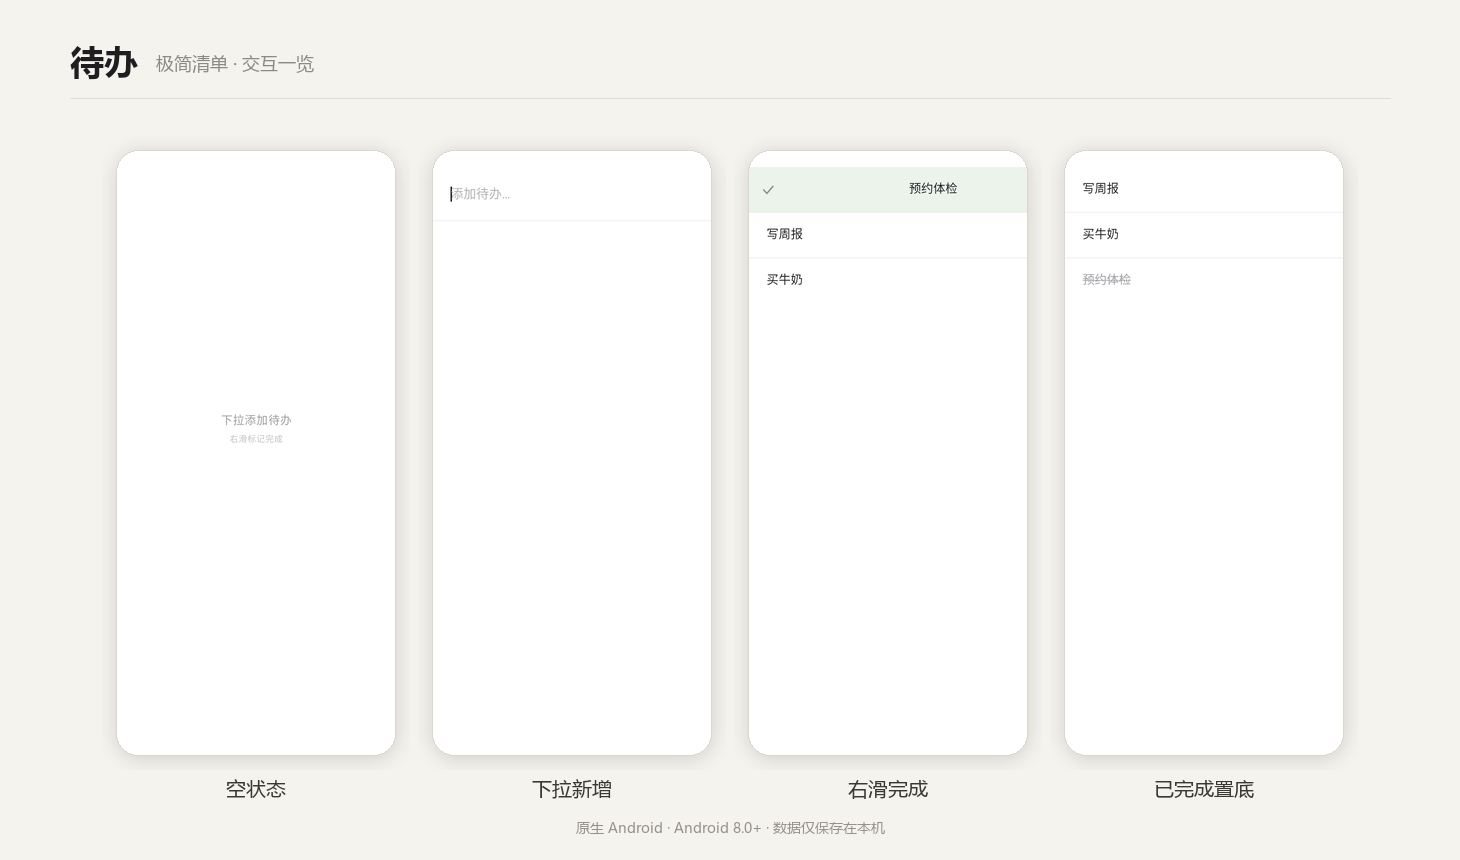 待办 极简清单 · 交互一览
下拉添加待办
右滑标记完成
空状态
添加待办...
下拉新增
预约体检
写周报
买牛奶
右滑完成
写周报
买牛奶
预约体检
已完成置底
原生 Android · Android 8.0+ · 数据仅保存在本机